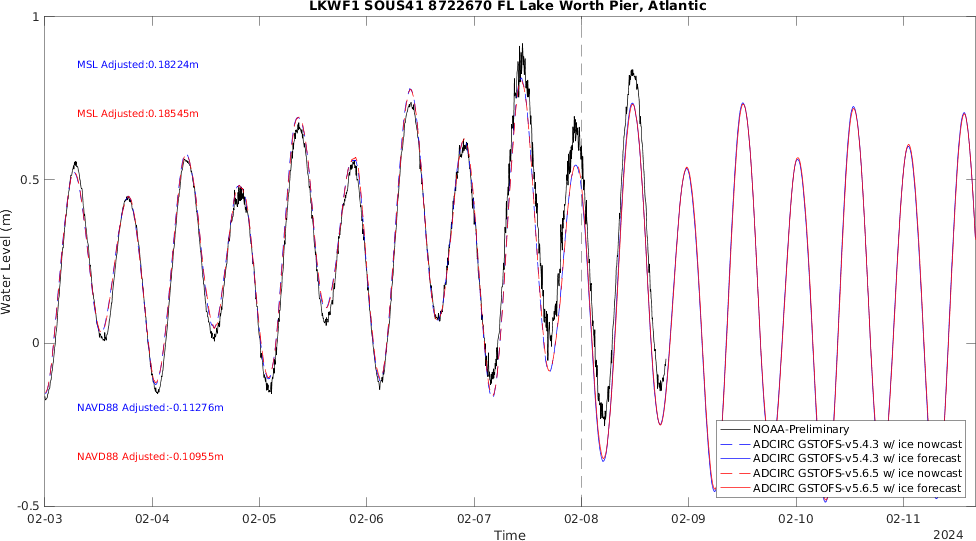 LKWF1 SOUS41 8722670 FL Lake Worth Pier, Atlantic
1
MSL Adjusted:0.18224m
MSL Adjusted:0.18545m
0.5
Water Level (m)
0
NAVD88 Adjusted:-0.11276m
NAVD88 Adjusted:-0.10955m
NOAA-Preliminary
ADCIRC GSTOFS-v5.4.3 w/ ice nowcast
ADCIRC GSTOFS-v5.4.3 w/ ice forecast
ADCIRC GSTOFS-v5.6.5 w/ ice nowcast
ADCIRC GSTOFS-v5.6.5 w/ ice forecast
-0.5
02-03 02-04 02-05 02-06 02-07 02-08 02-09 02-10 02-11
Time
2024